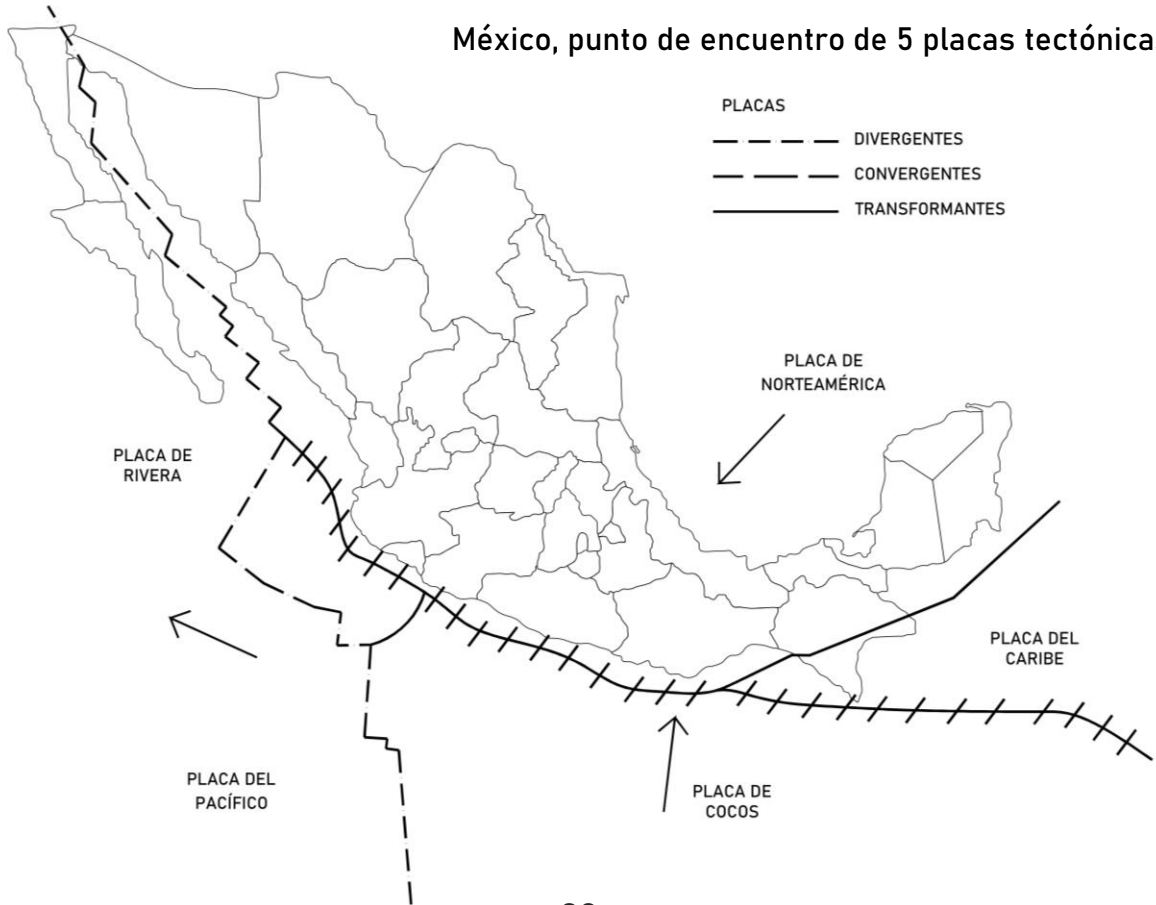 México, punto de encuentro de 5 placas tectónica
PLACAS
DIVERGENTES
CONVERGENTES
TRANSFORMANTES
PLACA DE
NORTEAMÉRICA
PLACA DE
RIVERA
PLACA DEL
CARIBE
PLACA DEL
PACÍFICO
PLACA DE
COCOS